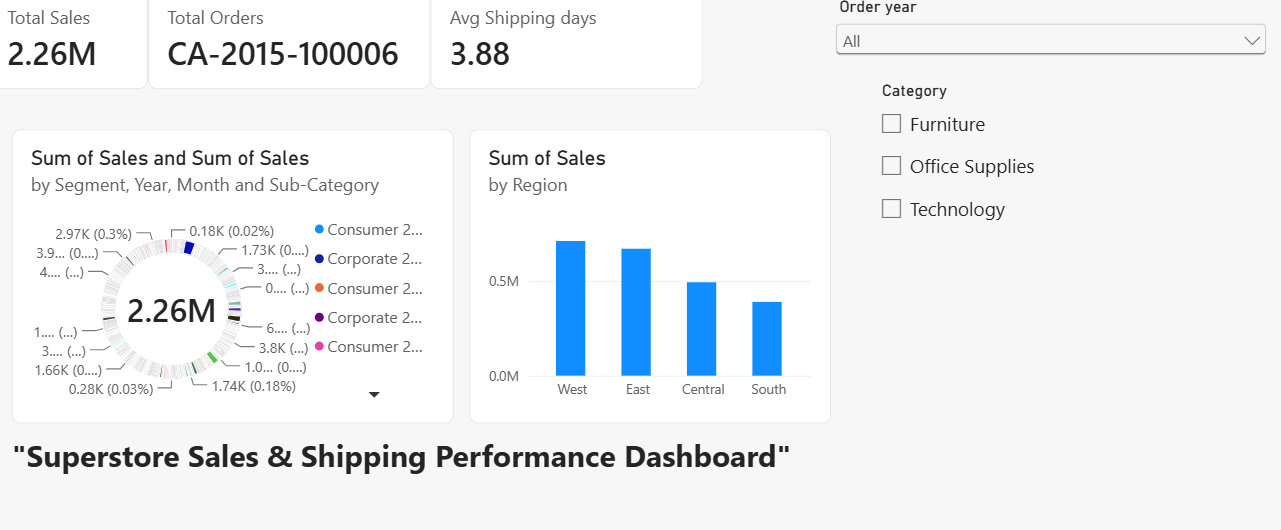 Total Sales
2.26M
Total Orders
CA-2015-100006
Avg Shipping days
3.88
Order year
All
Category
Furniture
Office Supplies
Technology
Sum of Sales and Sum of Sales
by Segment, Year, Month and Sub-Category
0.18K (0.02%)
1.73K (0....)
3.... (...)
0.... (...)
6.... (...)
3.8K (...)
1.0... (0....)
1.74K (0.18%)
0.28K (0.03%)
1.66K (0....)
3.... (...)
1.... (...)
4.... (...)
3.9... (0....)
2.97K (0.3%)
2.26M
Consumer 2...
Corporate 2...
Consumer 2...
Corporate 2...
Consumer 2...
Sum of Sales
by Region
0.5M
0.0M
West
East
Central
South
"Superstore Sales & Shipping Performance Dashboard"